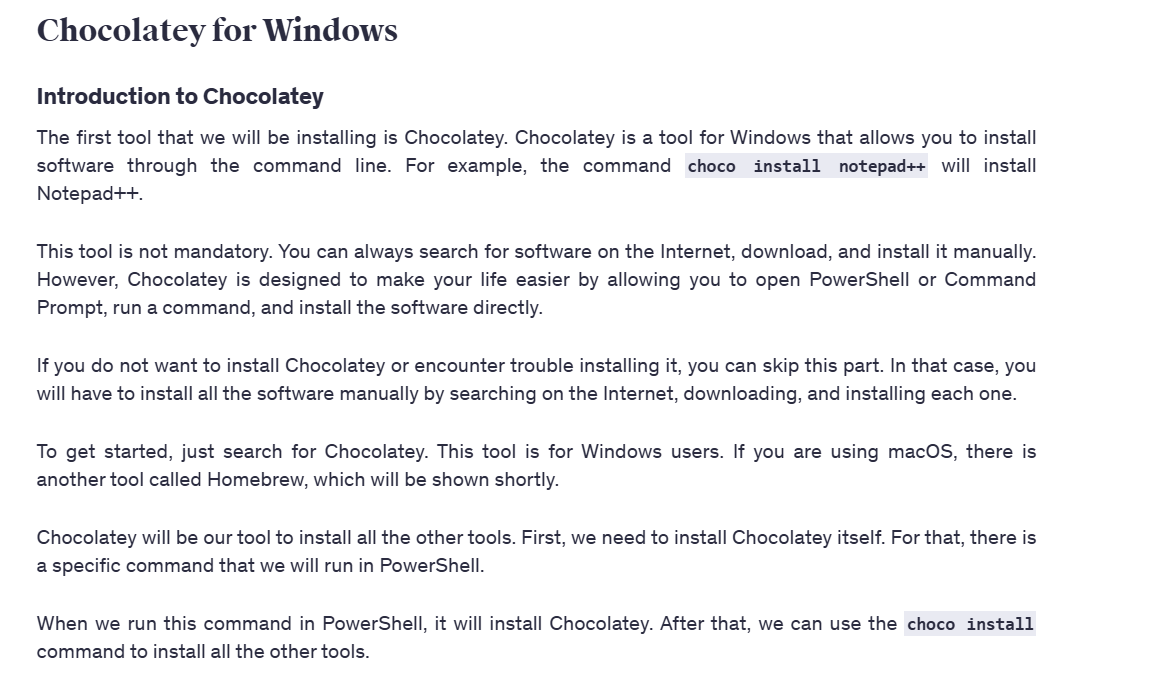 Chocolatey for Windows
Introduction to Chocolatey
The first tool that we will be installing is Chocolatey. Chocolatey is a tool for Windows that allows you to install
software through the command line. For example, the command choco install notepad++ will install
Notepad++.
This tool is not mandatory. You can always search for software on the Internet, download, and install it manually.
However, Chocolatey is designed to make your life easier by allowing you to open PowerShell or Command
Prompt, run a command, and install the software directly.
If you do not want to install Chocolatey or encounter trouble installing it, you can skip this part. In that case, you
will have to install all the software manually by searching on the Internet, downloading, and installing each one.
To get started, just search for Chocolatey. This tool is for Windows users. If you are using macOS, there is
another tool called Homebrew, which will be shown shortly.
Chocolatey will be our tool to install all the other tools. First, we need to install Chocolatey itself. For that, there is
a specific command that we will run in PowerShell.
When we run this command in PowerShell, it will install Chocolatey. After that, we can use the choco install
command to install all the other tools.